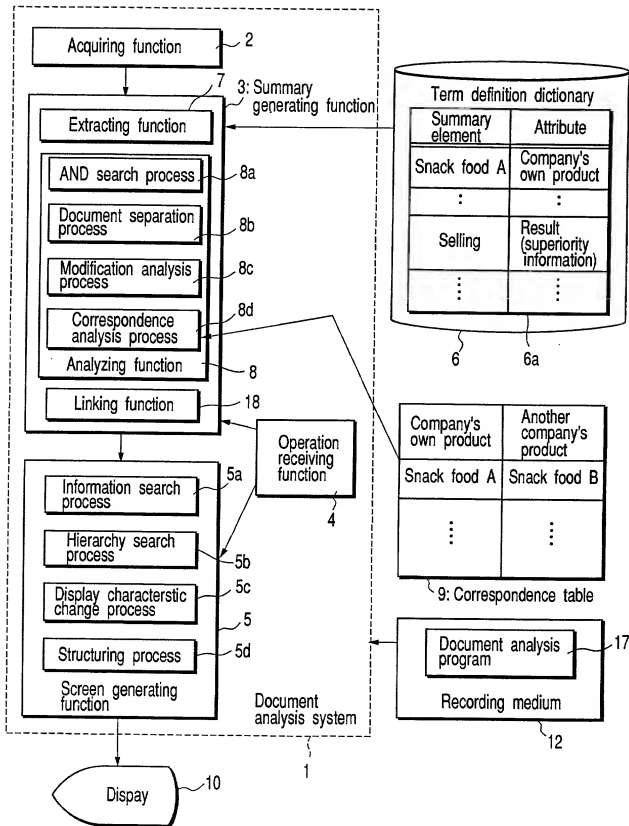 Acquiring function
2
7
3: Summary
generating function
Extracting function
AND search process
8a
Document separation
process
8b
Modification analysis
process
8c
8d
Correspondence
analysis process
Analyzing function
8
Linking function
18
Information search
process
5a
Hierarchy search
process
5b
Display characterstic
change process
5c
5
Structuring process
5d
Screen generating
function
Operation
receiving
function
4
Document
analysis system
1
Dispay
10
Term definition dictionary
Summary
element
Attribute
Snack food A
Company's
own product
Selling
Result
(superiority
information)
6
6a
Company's
own product
Another
company's
product
Snack food A
Snack food B
9: Correspondence table
Document analysis
program
17
Recording medium
12